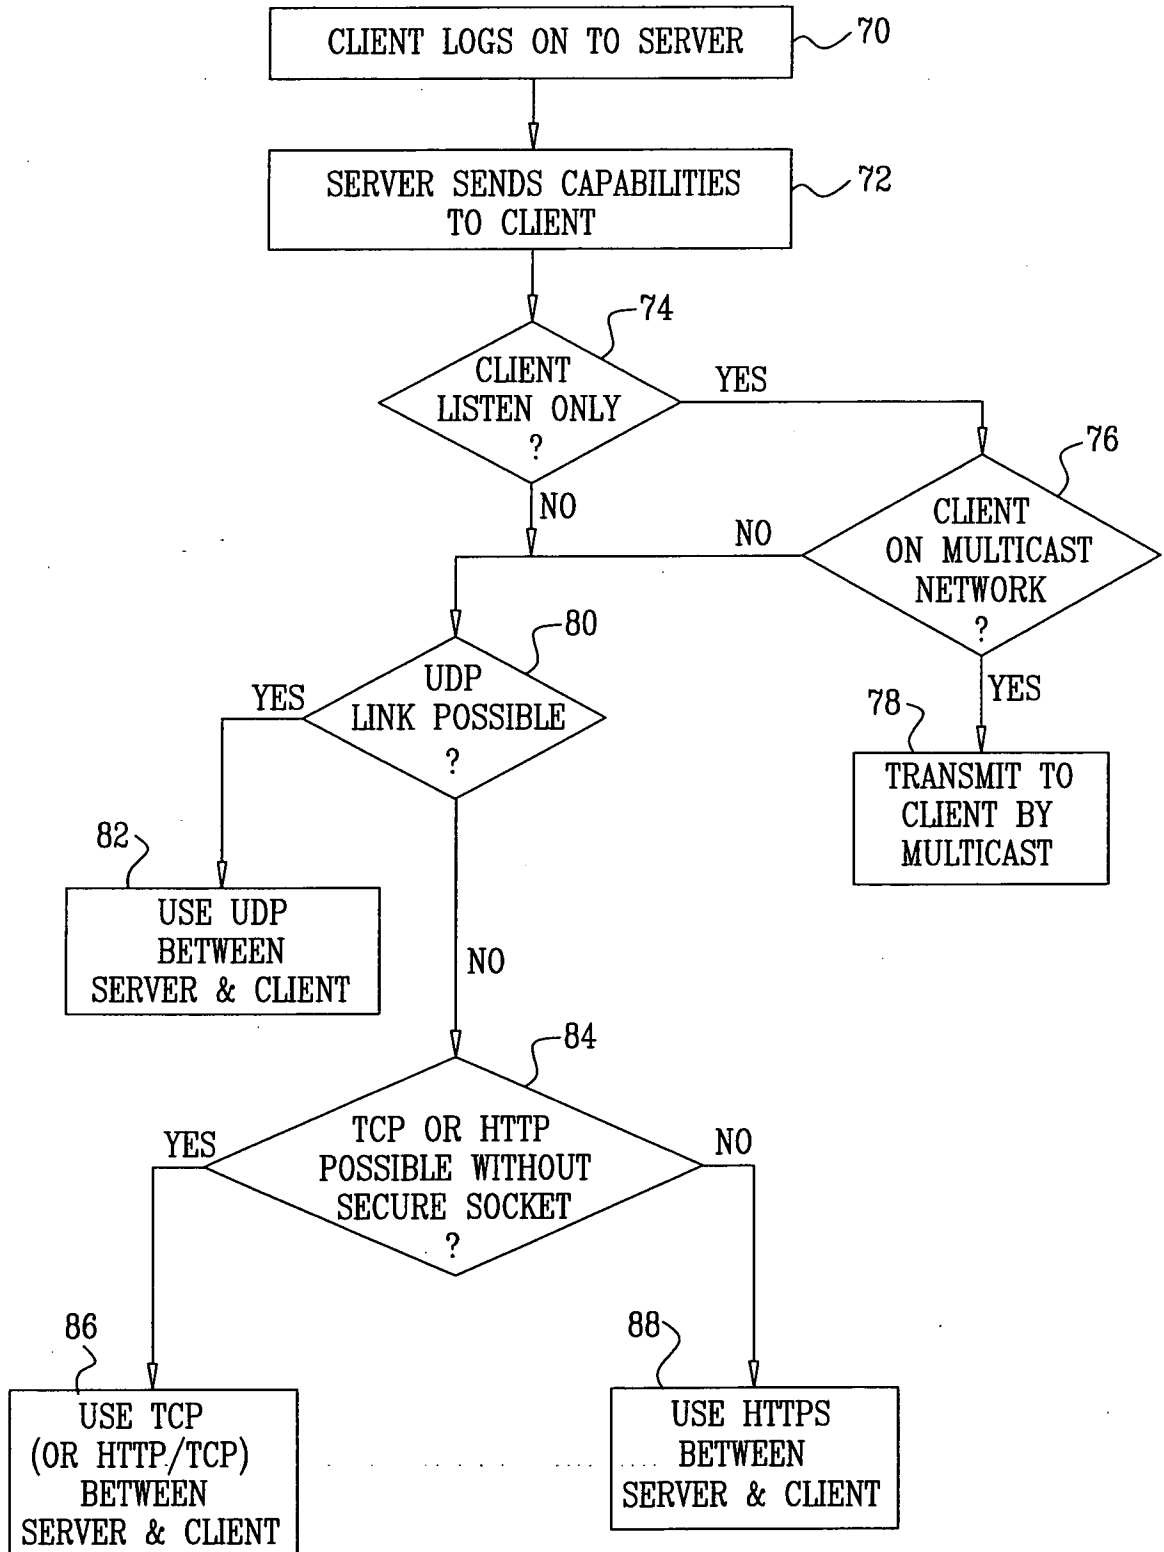 CLIENT LOGS ON TO SERVER
70
SERVER SENDS CAPABILITIES
TO CLIENT
72
74
CLIENT
LISTEN ONLY
?
YES
NO
76
CLIENT
ON MULTICAST
NETWORK
?
NO
YES
78
TRANSMIT TO
CLIENT BY
MULTICAST
80
UDP
LINK POSSIBLE
?
YES
82
USE UDP
BETWEEN
SERVER & CLIENT
NO
84
TCP OR HTTP
POSSIBLE WITHOUT
SECURE SOCKET
?
YES
NO
86
USE TCP
(OR HTTP/TCP)
BETWEEN
SERVER & CLIENT
88
USE HTTPS
BETWEEN
SERVER & CLIENT